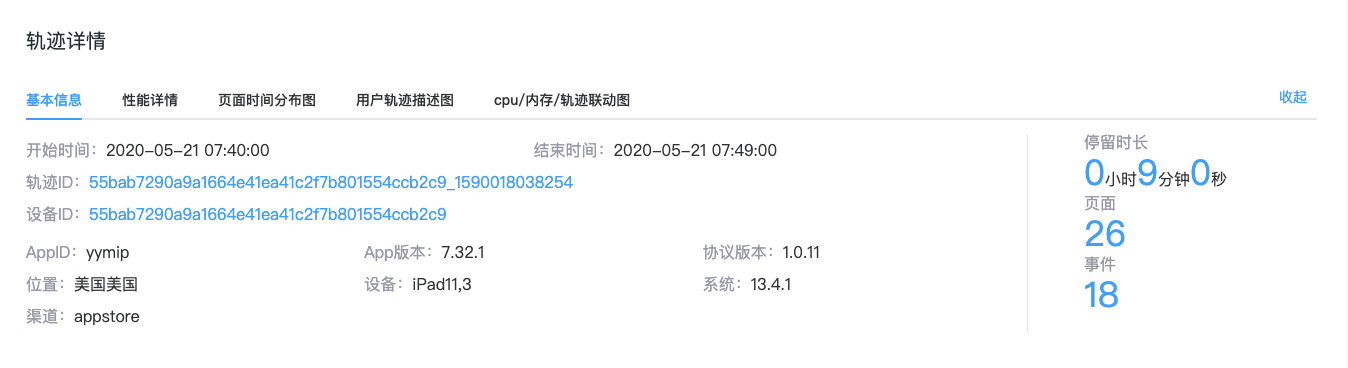 轨迹详情
基本信息 性能详情 页面时间分布图 用户轨迹描述图 cpu/内存/轨迹联动图 收起
开始时间：2020-05-21 07:40:00 结束时间：2020-05-21 07:49:00
轨迹ID：55bab7290a9a1664e41ea41c2f7b801554ccb2c9_1590018038254
设备ID：55bab7290a9a1664e41ea41c2f7b801554ccb2c9
AppID：yymip App版本：7.32.1 协议版本：1.0.11
位置：美国美国 设备：iPad11,3 系统：13.4.1
渠道：appstore
停留时长
0小时9分钟0秒
页面
26
事件
18